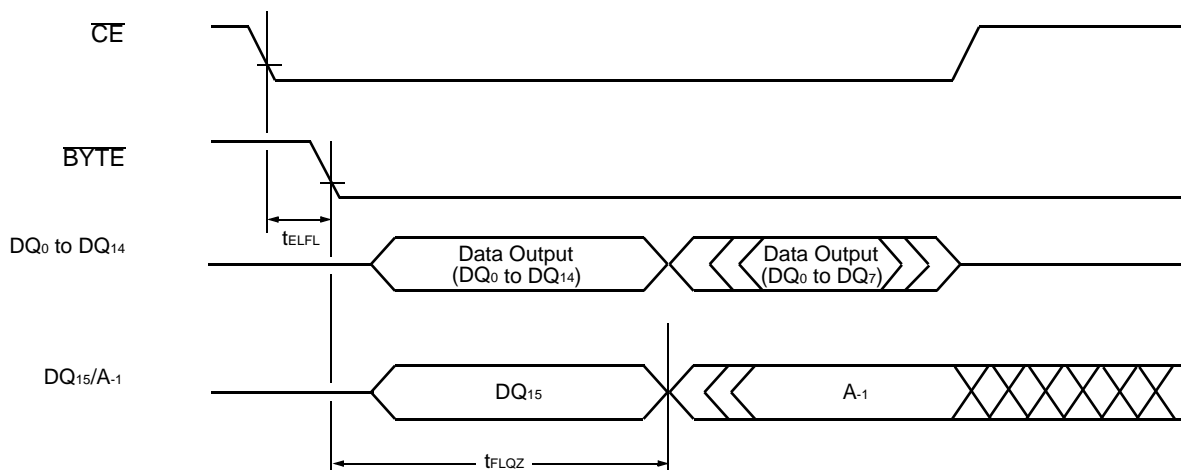 CE
BYTE
tELFL
DQ0 to DQ14
Data Output
(DQ0 to DQ14)
Data Output
(DQ0 to DQ7)
DQ15/A-1
DQ15
A-1
tFLQZ